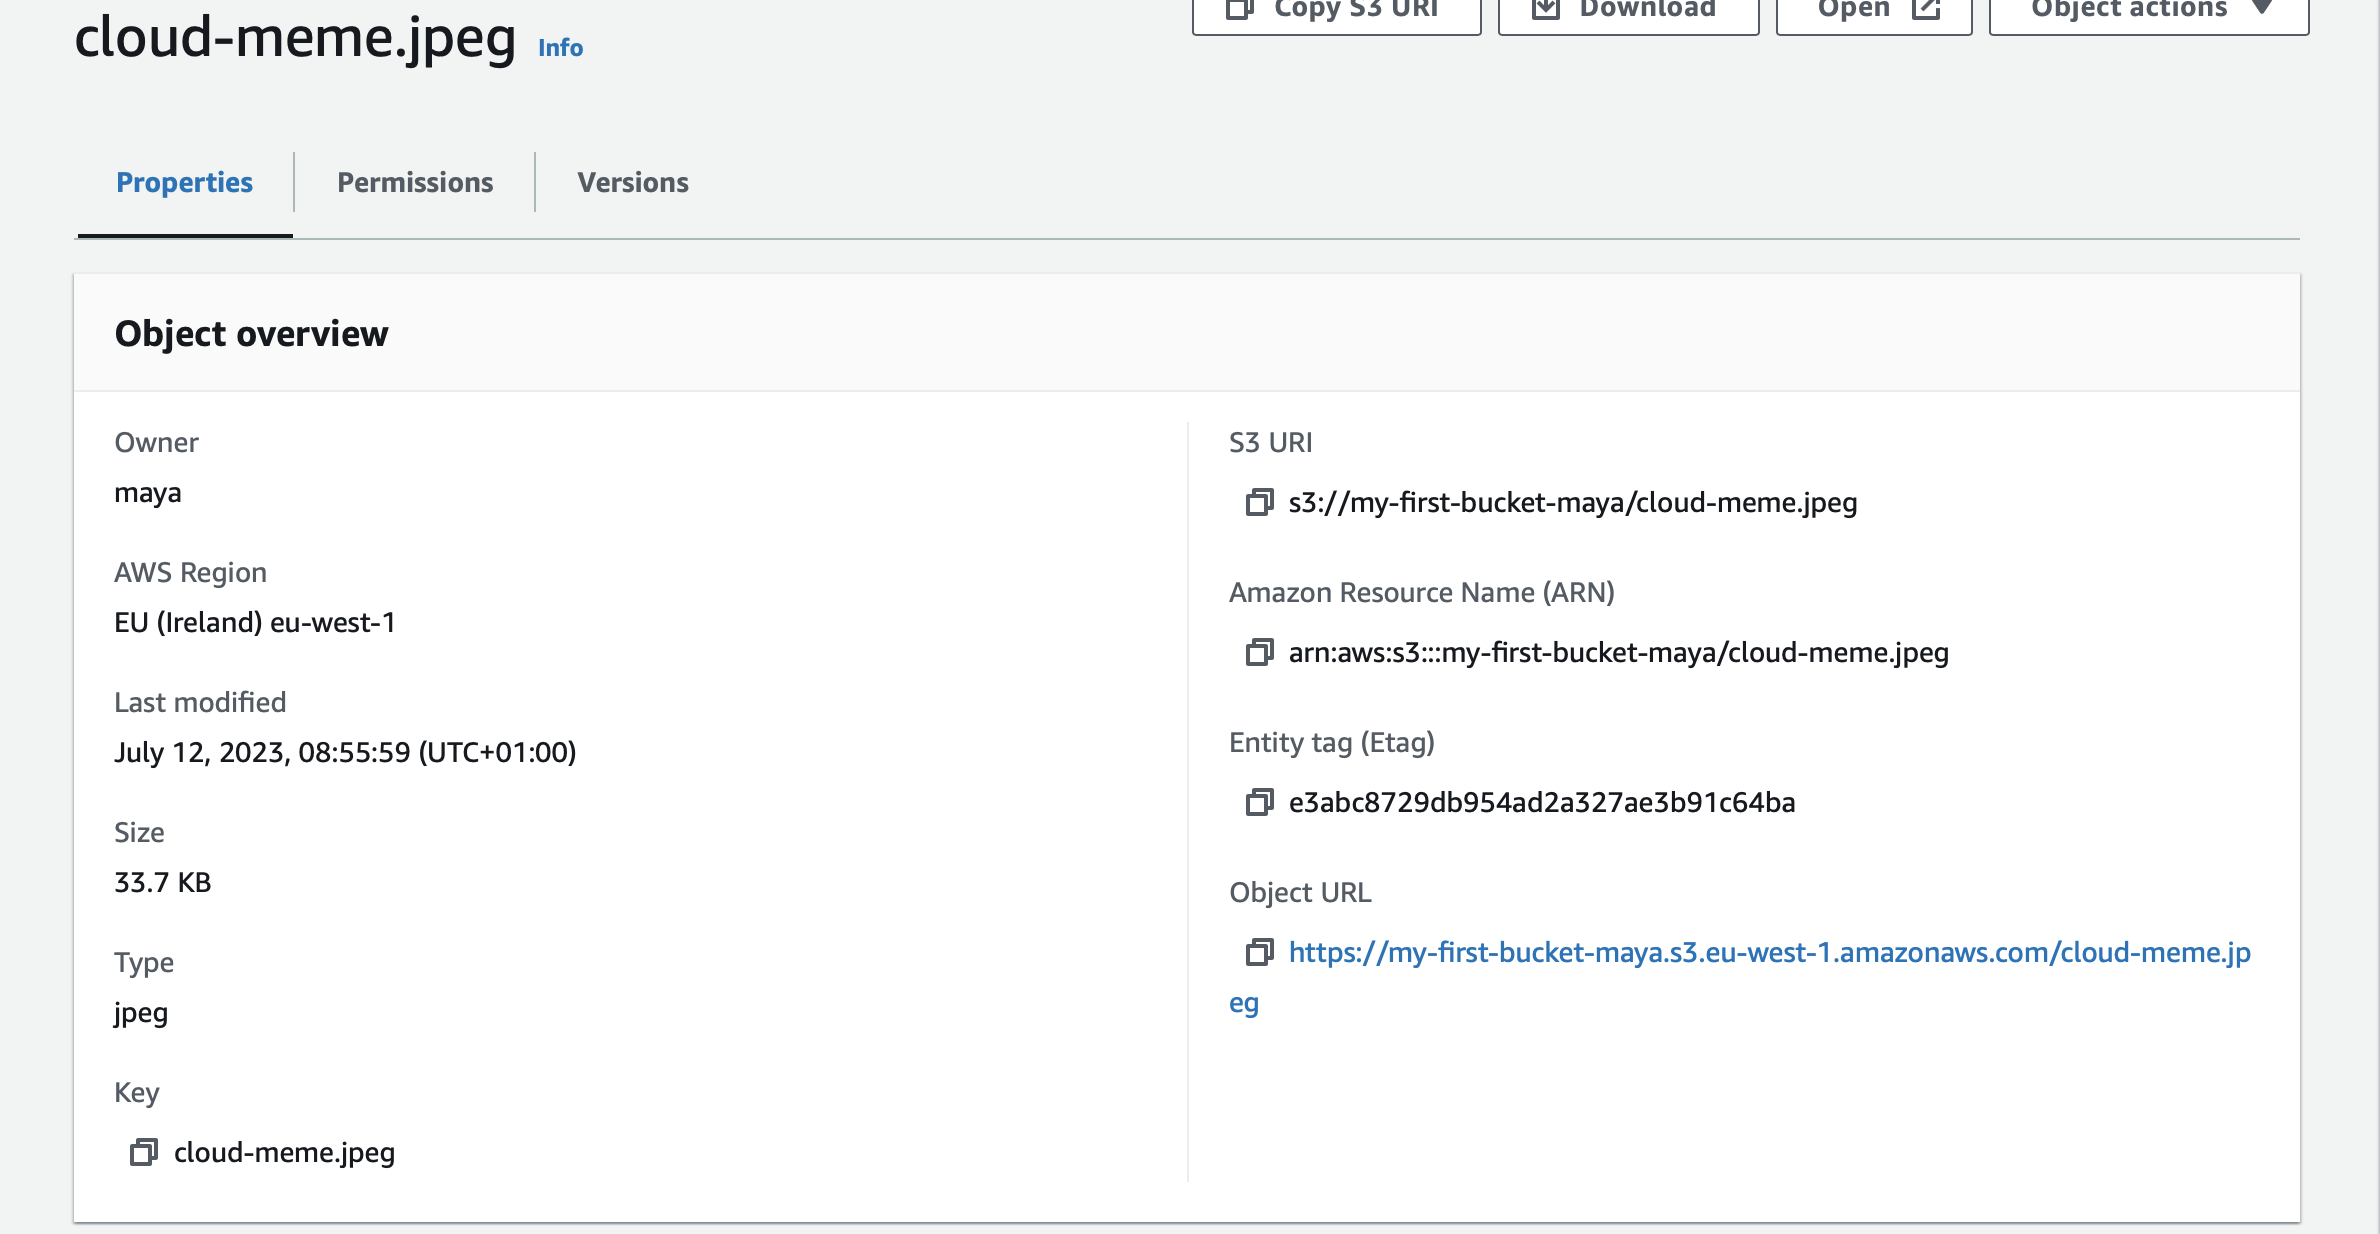 cloud-meme.jpeg Info
Copy S3 URI
Download
Open
Object actions
Properties
Permissions
Versions
Object overview
Owner
maya
AWS Region
EU (Ireland) eu-west-1
Last modified
July 12, 2023, 08:55:59 (UTC+01:00)
Size
33.7 KB
Type
jpeg
Key
cloud-meme.jpeg
S3 URI
s3://my-first-bucket-maya/cloud-meme.jpeg
Amazon Resource Name (ARN)
arn:aws:s3:::my-first-bucket-maya/cloud-meme.jpeg
Entity tag (Etag)
e3abc8729db954ad2a327ae3b91c64ba
Object URL
https://my-first-bucket-maya.s3.eu-west-1.amazonaws.com/cloud-meme.jp
eg